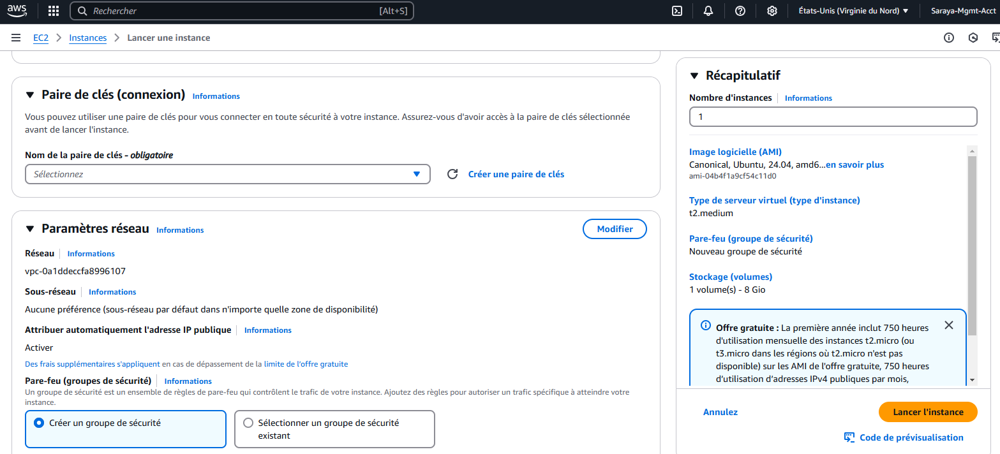 aws
Rechercher
[Alt+S]
États-Unis (Virginie du Nord)
Saraya-Mgmt-Acct
EC2
Instances
Lancer une instance
Paire de clés (connexion) Informations
Vous pouvez utiliser une paire de clés pour vous connecter en toute sécurité à votre instance. Assurez-vous d'avoir accès à la paire de clés sélectionnée
avant de lancer l'instance.
Nom de la paire de clés - obligatoire
Sélectionnez
Créer une paire de clés
Paramètres réseau Informations
Modifier
Réseau Informations
vpc-0a1ddeccfa8996107
Sous-réseau Informations
Aucune préférence (sous-réseau par défaut dans n'importe quelle zone de disponibilité)
Attribuer automatiquement l'adresse IP publique Informations
Activer
Des frais supplémentaires s'appliquent en cas de dépassement de la limite de l'offre gratuite
Pare-feu (groupes de sécurité) Informations
Un groupe de sécurité est un ensemble de règles de pare-feu qui contrôlent le trafic de votre instance. Ajoutez des règles pour autoriser un trafic spécifique à atteindre votre
instance.
Créer un groupe de sécurité
Sélectionner un groupe de sécurité
existant
Récapitulatif
Nombre d'instances Informations
1
Image logicielle (AMI)
Canonical, Ubuntu, 24.04, amd6...en savoir plus
ami-04b4f1a9cf54c11d0
Type de serveur virtuel (type d'instance)
t2.medium
Pare-feu (groupe de sécurité)
Nouveau groupe de sécurité
Stockage (volumes)
1 volume(s) - 8 Gio
Offre gratuite : La première année inclut 750 heures
d'utilisation mensuelle des instances t2.micro (ou
t3.micro dans les régions où t2.micro n'est pas
disponible) sur les AMI de l'offre gratuite, 750 heures
d'utilisation d'adresses IPv4 publiques par mois,
Annulez
Lancer l'instance
Code de prévisualisation